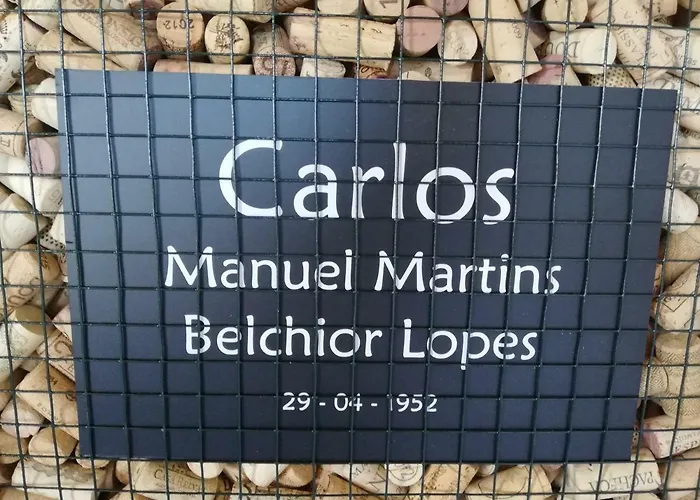 Carlos
Manuel Martins
Belchior Lopes
29 - 04 - 1952